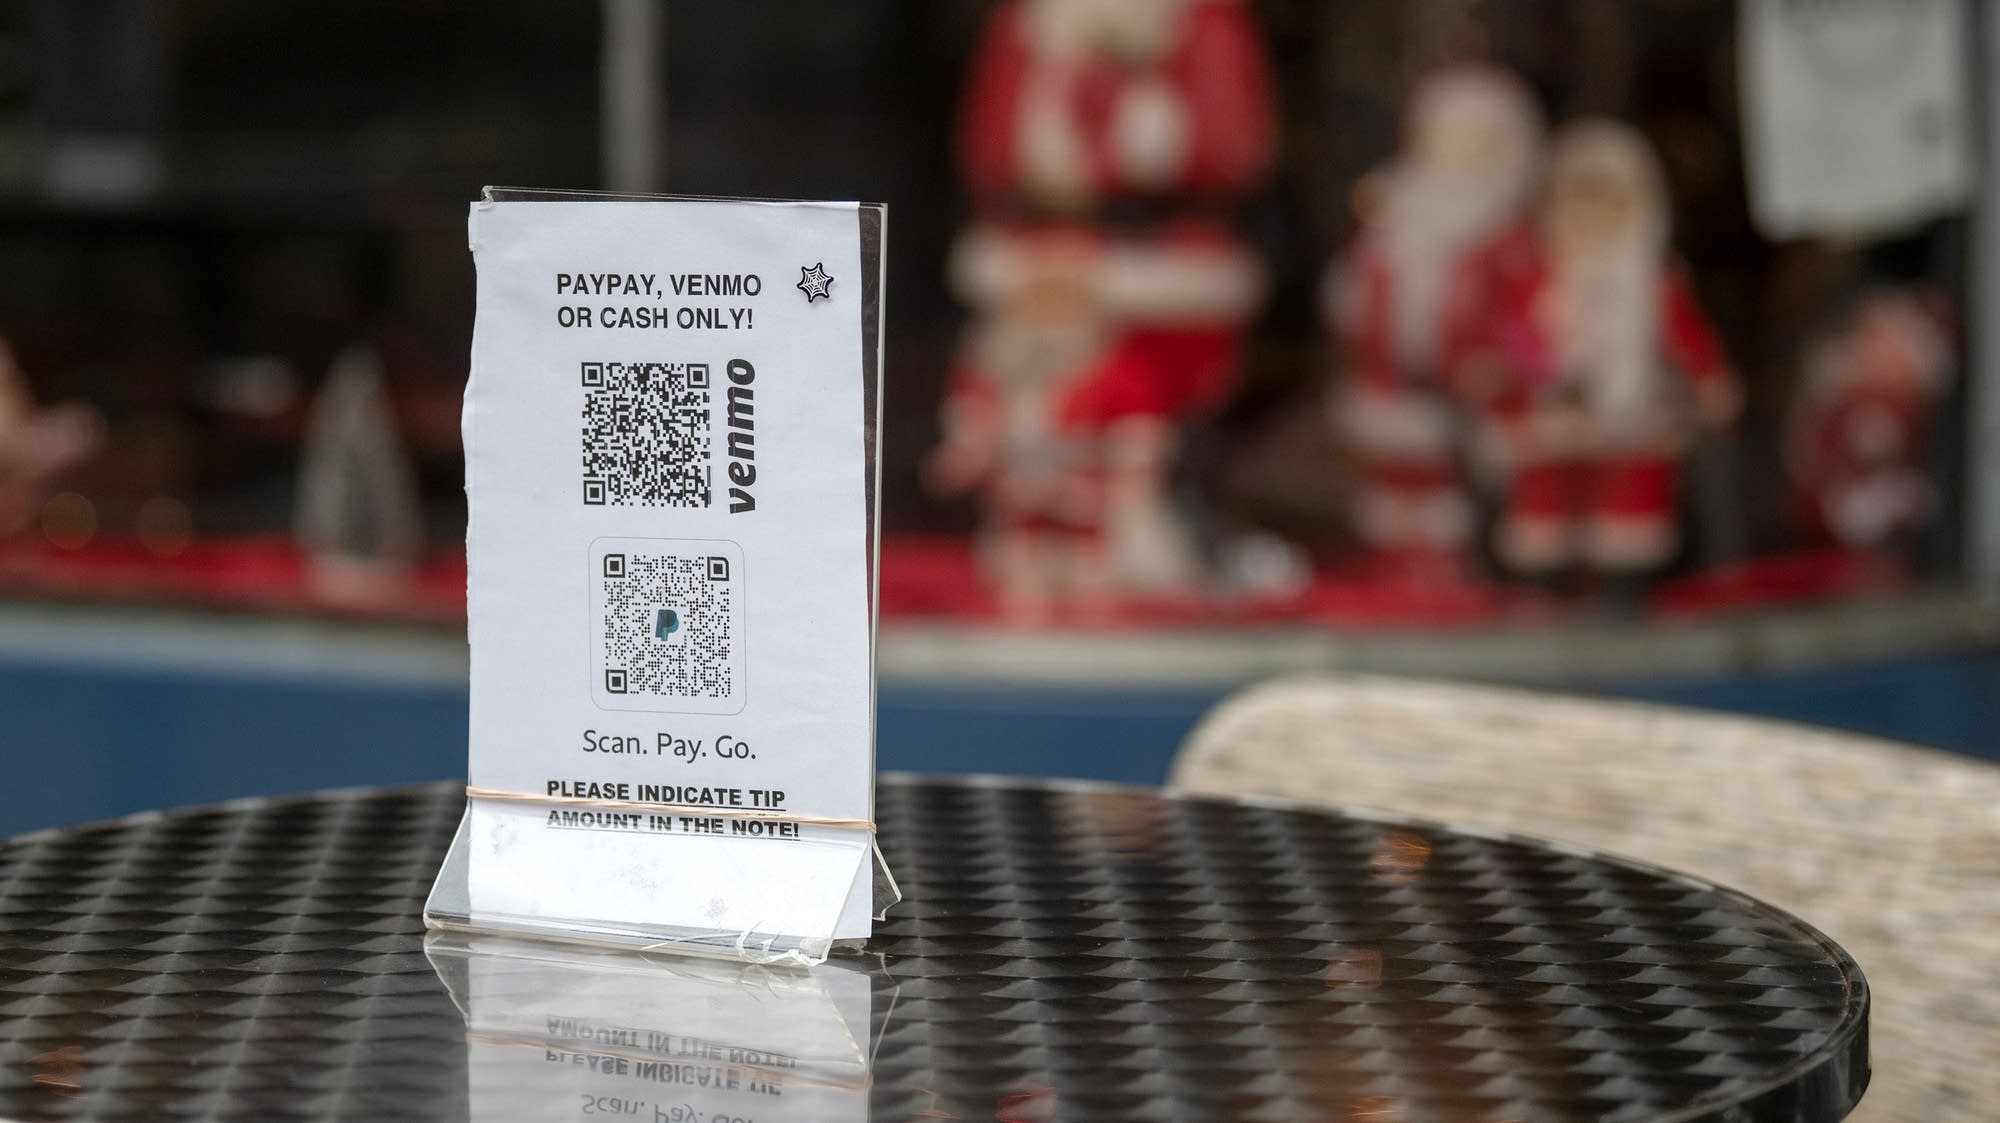 PAYPAY, VENMO
OR CASH ONLY!
venmo
Scan. Pay. Go.
PLEASE INDICATE TIP
AMOUNT IN THE NOTE!